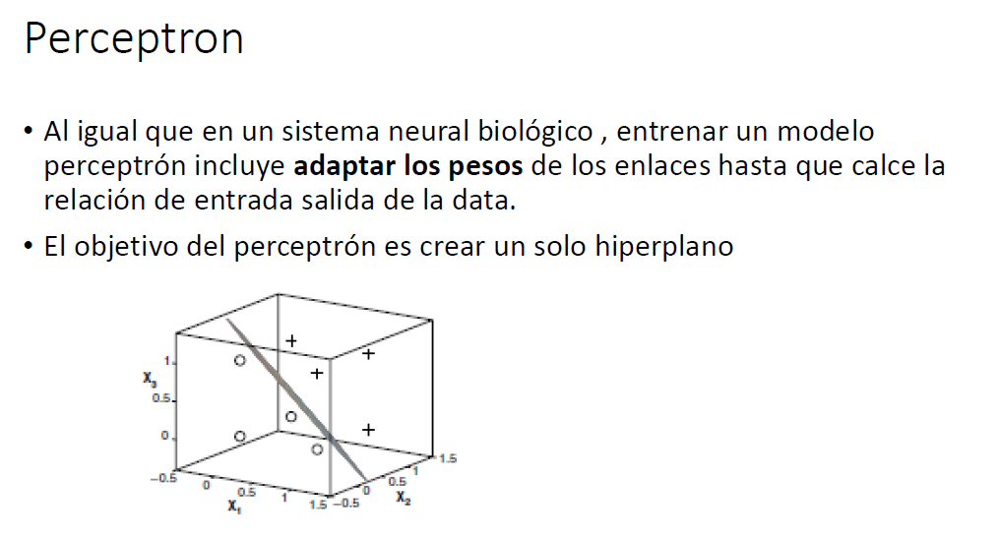 Perceptron
• Al igual que en un sistema neural biológico , entrenar un modelo
perceptrón incluye adaptar los pesos de los enlaces hasta que calce la
relación de entrada salida de la data.
• El objetivo del perceptrón es crear un solo hiperplano
1
X₃
0.5
0
-0.5
0
0.5
1
1.5
X₁
-0.5
0
0.5
1
1.5
X₂